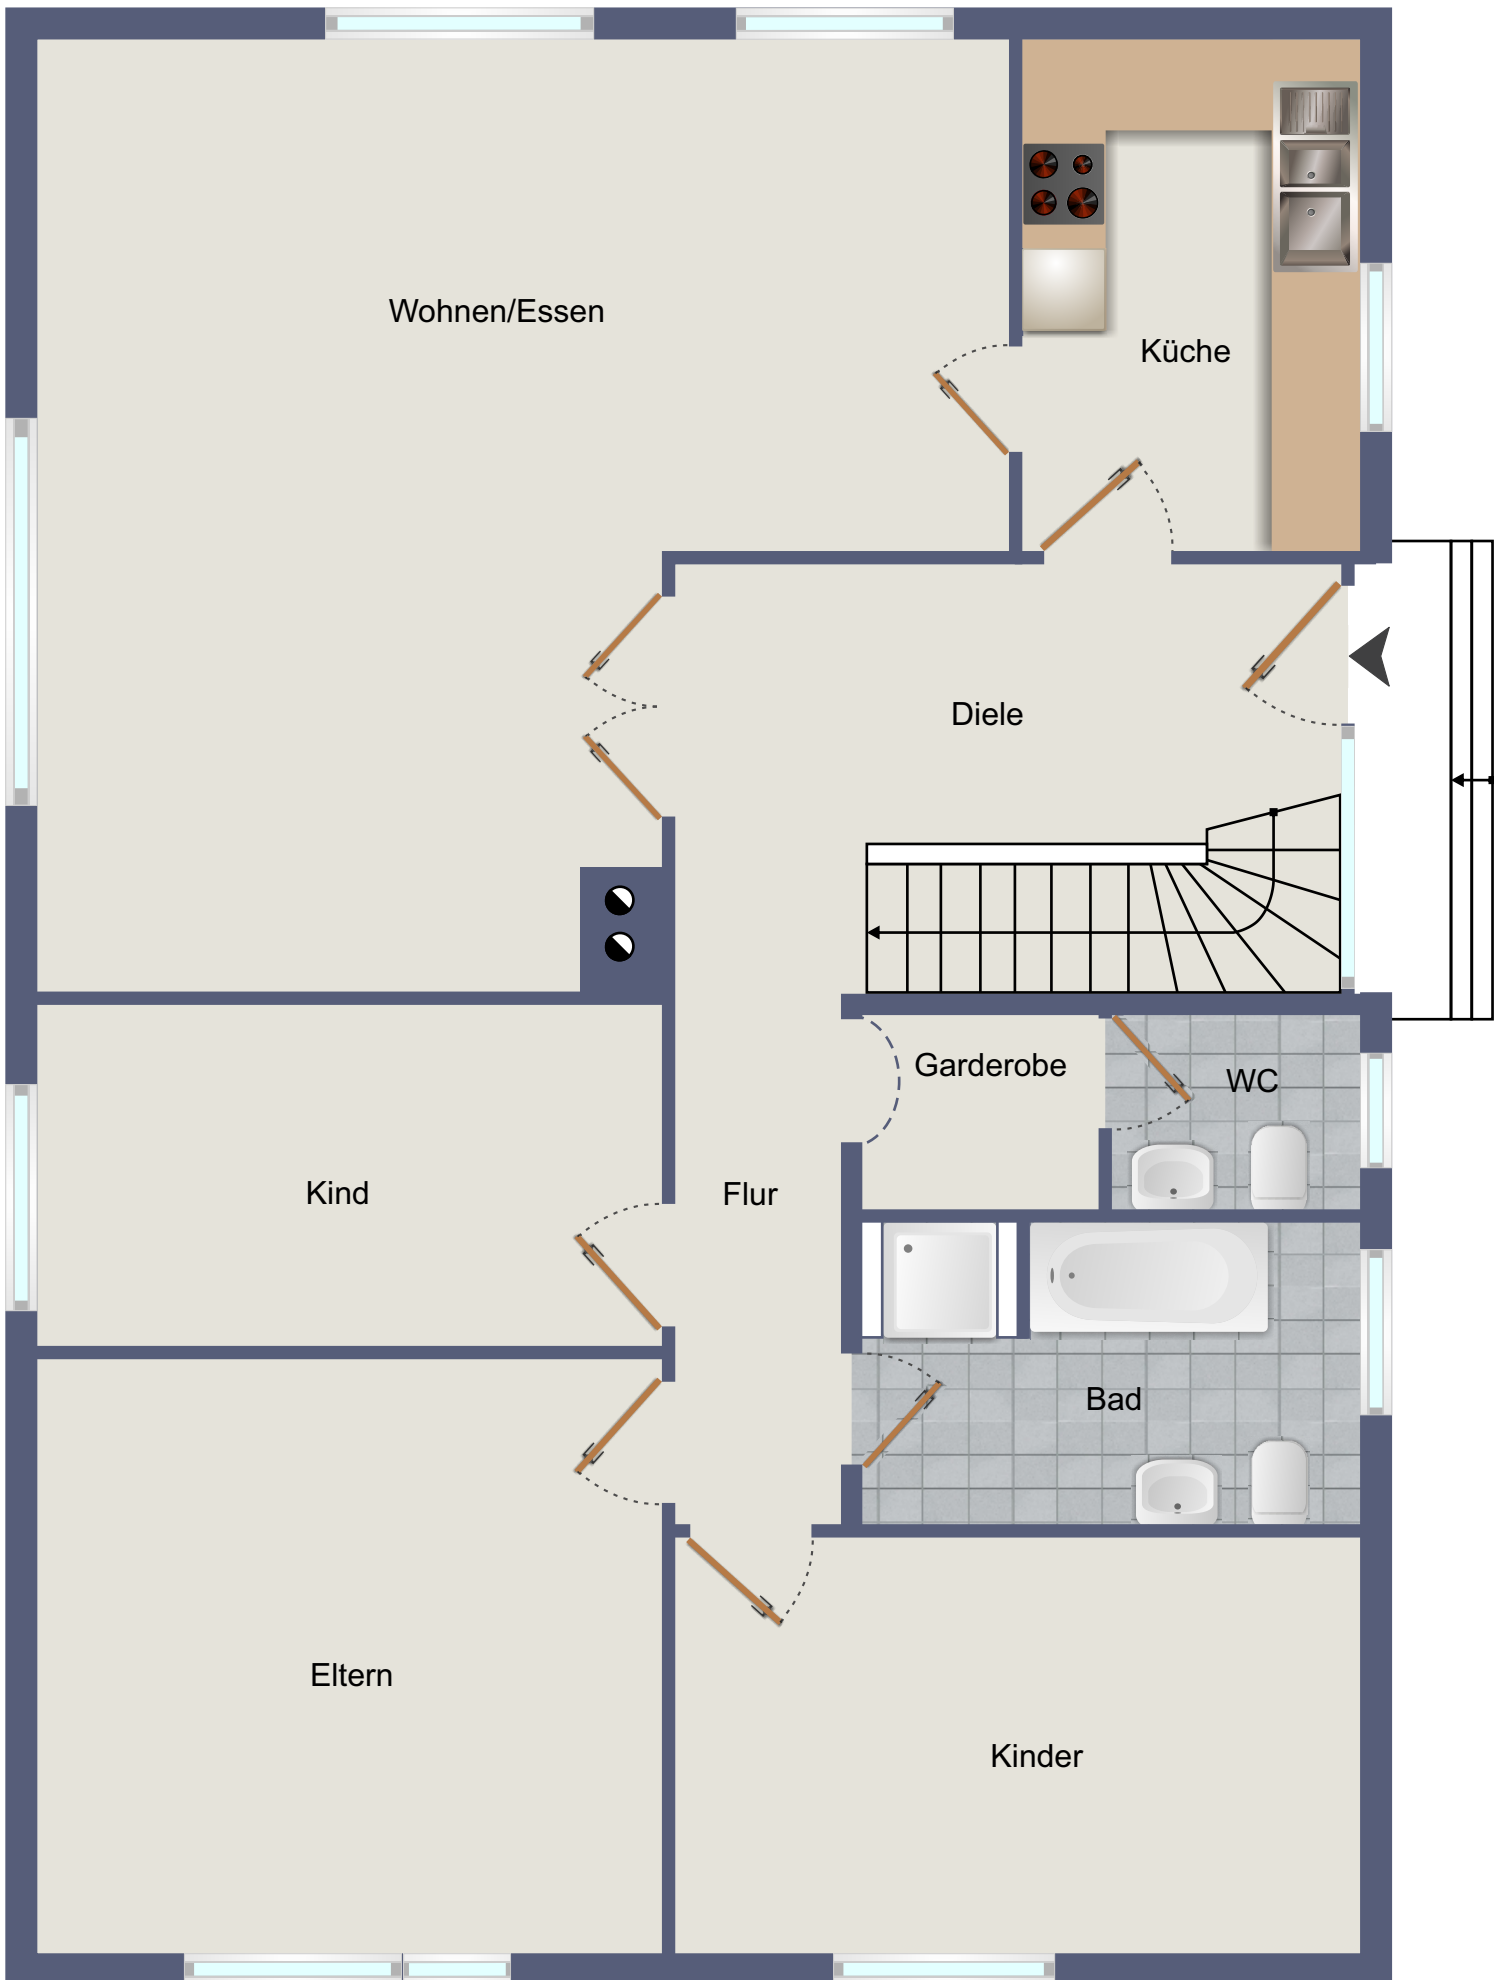 Wohnen/Essen
Küche
Diele
Garderobe
WC
Kind
Flur
Bad
Eltern
Kinder